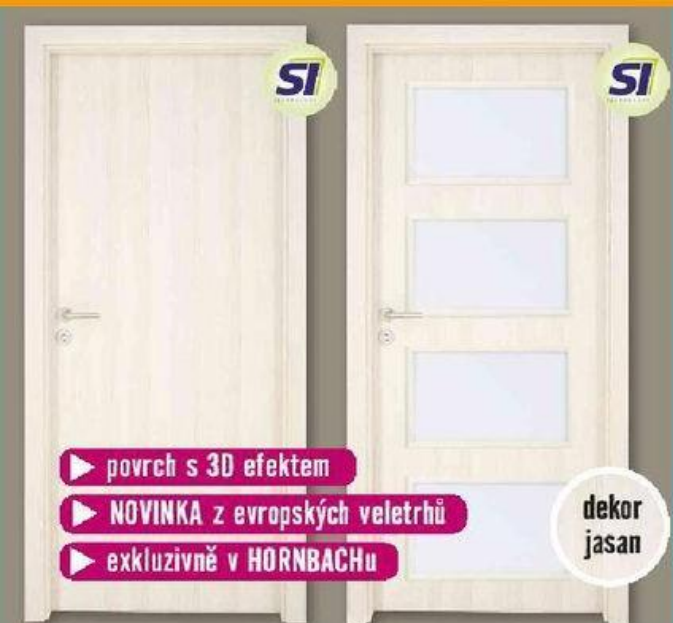 SI
SI
povrch s 3D efektem
NOVINKA z evropských veletrhů
exkluzivně v HORNBACHu
dekor
jasan